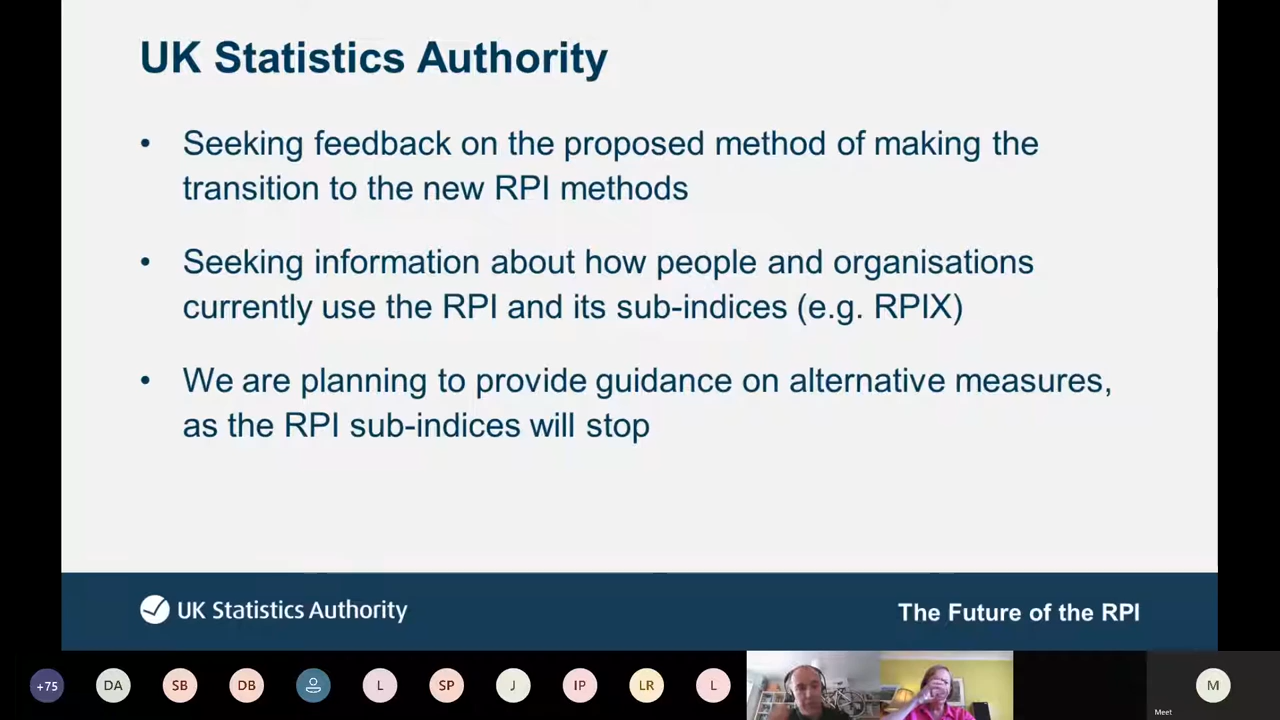 UK Statistics Authority
• Seeking feedback on the proposed method of making the
transition to the new RPI methods
• Seeking information about how people and organisations
currently use the RPI and its sub-indices (e.g. RPIX)
• We are planning to provide guidance on alternative measures,
as the RPI sub-indices will stop
UK Statistics Authority
The Future of the RPI
+75
DA
SB
DB
L
SP
J
IP
LR
L
M
Meet